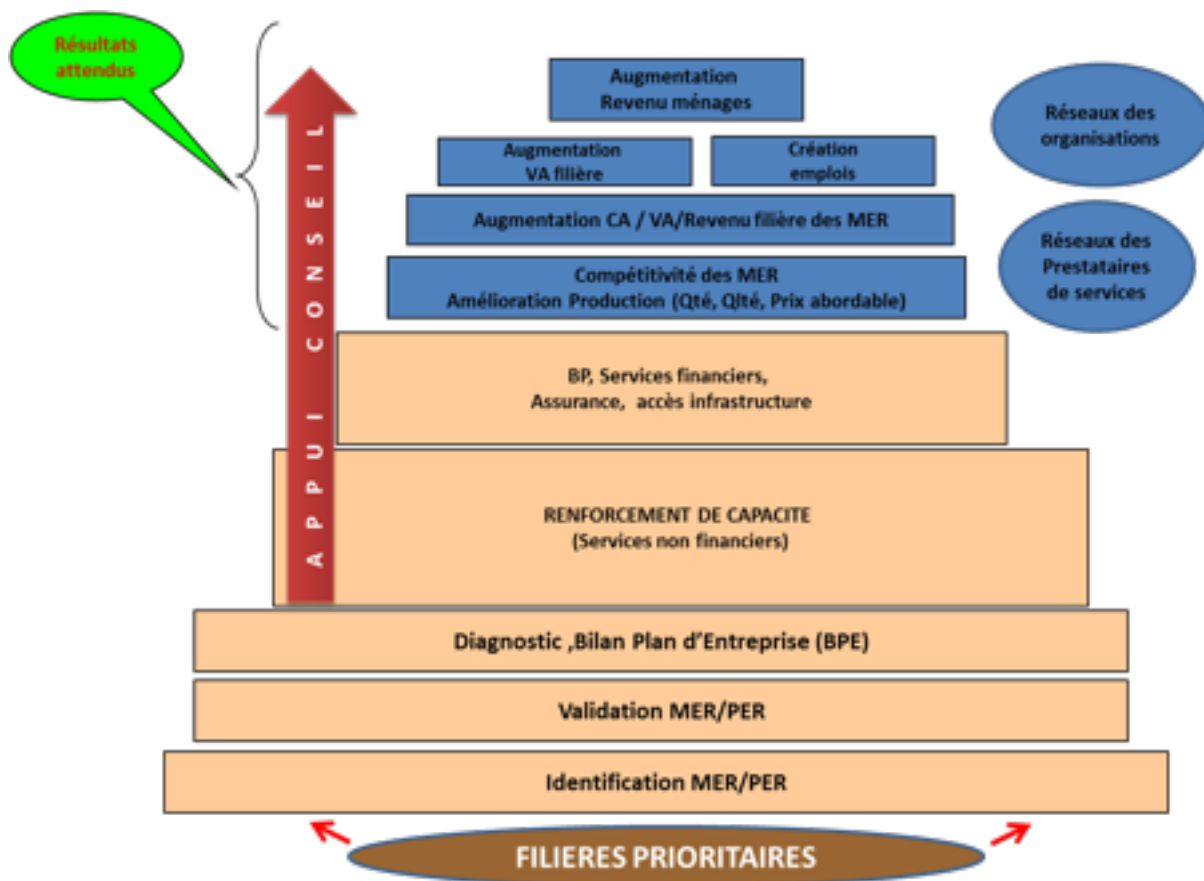 Résultats
attendus
Augmentation
Revenu ménages
Réseaux des
organisations
Augmentation
VA filière
Création
emplois
Augmentation CA / VA/Revenu filière des MER
Réseaux des
Prestataires
de services
Compétitivité des MER
Amélioration Production (Qté, Qlté, Prix abordable)
APPUI CONSEIL
BP, Services financiers,
Assurance, accès infrastructure
RENFORCEMENT DE CAPACITE
(Services non financiers)
Diagnostic ,Bilan Plan d’Entreprise (BPE)
Validation MER/PER
Identification MER/PER
FILIERES PRIORITAIRES